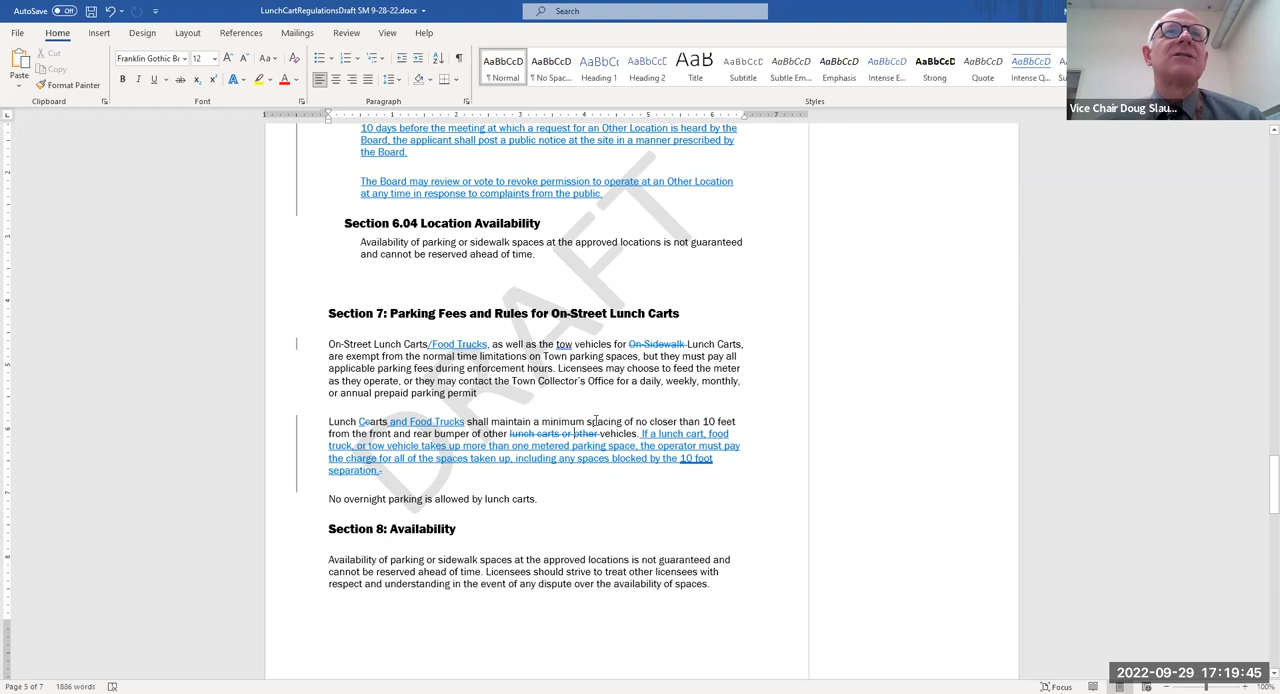 AutoSave Off LunchCartRegulationsDraft SM 9-28-22.docx Search
File Home Insert Design Layout References Mailings Review View Help
Paste Cut Copy Format Painter
Franklin Gothic B 12 Aa
B I U ab x x A A
AaBbCcD AaBbCcD AaBbC AaBbCcD AaB AaBbCcD AaBbCcD AaBbCcD AaBbCcD AaBbCcD AaBbCcD AaBbCcD
¶ Normal ¶ No Spac... Heading 1 Heading 2 Title Subtitle Subtle Em... Emphasis Intense E... Strong Quote Intense Q...
Clipboard Font Paragraph Styles
Vice Chair Doug Slau...
10 days before the meeting at which a request for an Other Location is heard by the
Board, the applicant shall post a public notice at the site in a manner prescribed by
the Board.
The Board may review or vote to revoke permission to operate at an Other Location
at any time in response to complaints from the public.
Section 6.04 Location Availability
Availability of parking or sidewalk spaces at the approved locations is not guaranteed
and cannot be reserved ahead of time.
Section 7: Parking Fees and Rules for On-Street Lunch Carts
On-Street Lunch Carts/Food Trucks, as well as the tow vehicles for On-Sidewalk Lunch Carts,
are exempt from the normal time limitations on Town parking spaces, but they must pay all
applicable parking fees during enforcement hours. Licensees may choose to feed the meter
as they operate, or they may contact the Town Collector's Office for a daily, weekly, monthly,
or annual prepaid parking permit
Lunch Ccarts and Food Trucks shall maintain a minimum spacing of no closer than 10 feet
from the front and rear bumper of other lunch carts or other vehicles. If a lunch cart, food
truck, or tow vehicle takes up more than one metered parking space, the operator must pay
the charge for all of the spaces taken up, including any spaces blocked by the 10 foot
separation.
No overnight parking is allowed by lunch carts.
Section 8: Availability
Availability of parking or sidewalk spaces at the approved locations is not guaranteed and
cannot be reserved ahead of time. Licensees should strive to treat other licensees with
respect and understanding in the event of any dispute over the availability of spaces.
DRAFT
2022-09-29 17:19:45
Page 5 of 7 1886 words Focus 100%